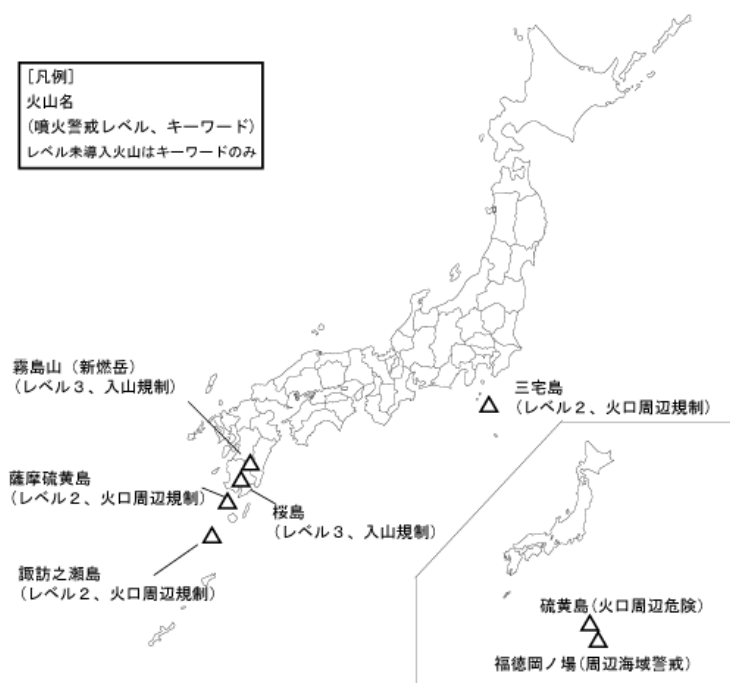 [凡例]
火山名
(噴火警戒レベル、キーワード)
レベル未導入火山はキーワードのみ
霧島山(新燃岳)
(レベル3、入山規制)
三宅島
(レベル2、火口周辺規制)
薩摩硫黄島
(レベル2、火口周辺規制)
桜島
(レベル3、入山規制)
諏訪之瀬島
(レベル2、火口周辺規制)
硫黄島(火口周辺危険)
福徳岡ノ場(周辺海域警戒)